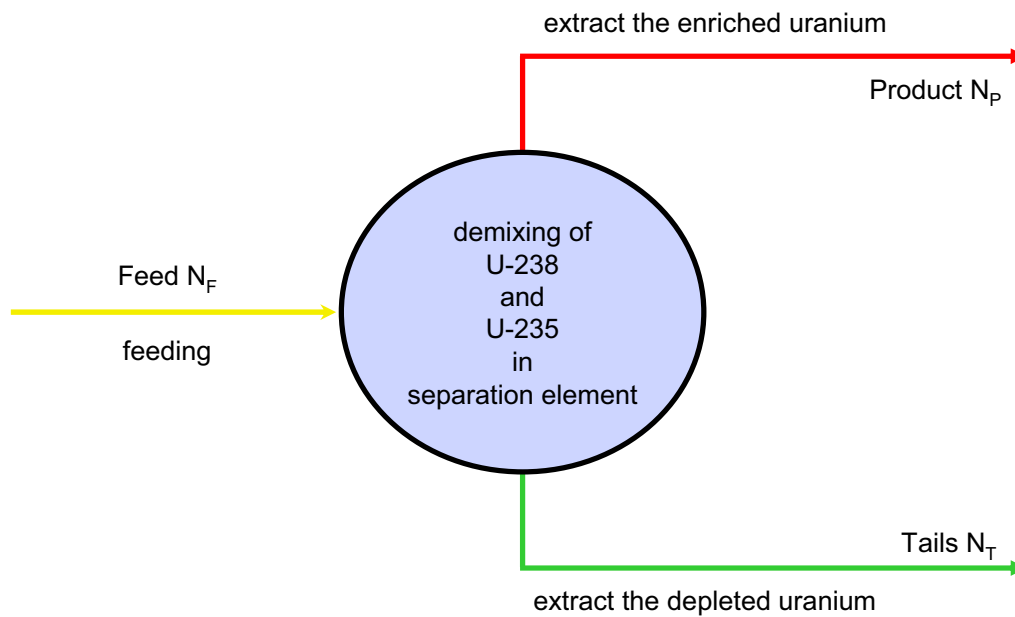 extract the enriched uranium
Product N_P
demixing of
U-238
and
U-235
in
separation element
Feed N_F
feeding
Tails N_T
extract the depleted uranium